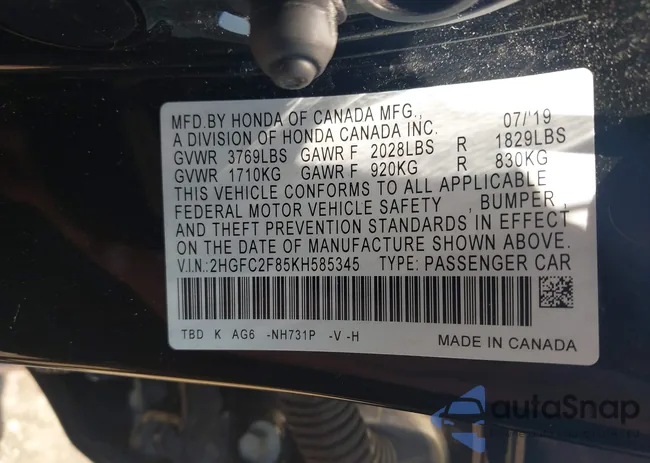 MFD.BY HONDA OF CANADA MFG., 07/'19
A DIVISION OF HONDA CANADA INC.
GVWR 3769LBS GAWR F 2028LBS R 1829LBS
GVWR 1710KG GAWR F 920KG R 830KG
THIS VEHICLE CONFORMS TO ALL APPLICABLE
FEDERAL MOTOR VEHICLE SAFETY , BUMPER ,
AND THEFT PREVENTION STANDARDS IN EFFECT
ON THE DATE OF MANUFACTURE SHOWN ABOVE.
V.I.N.: 2HGFC2F85KH585345 TYPE: PASSENGER CAR
TBD K AG6 -NH731P -V -H
MADE IN CANADA
autoSnap